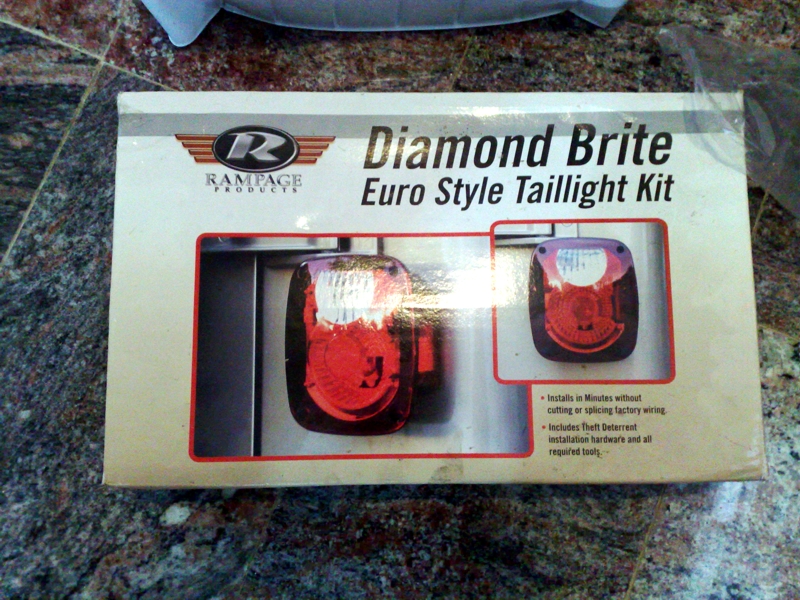 R
RAMPAGE
PRODUCTS
Diamond Brite
Euro Style Taillight Kit
• Installs in Minutes without
cutting or splicing factory wiring.
• Includes Theft Deterrent
installation hardware and all
required tools.